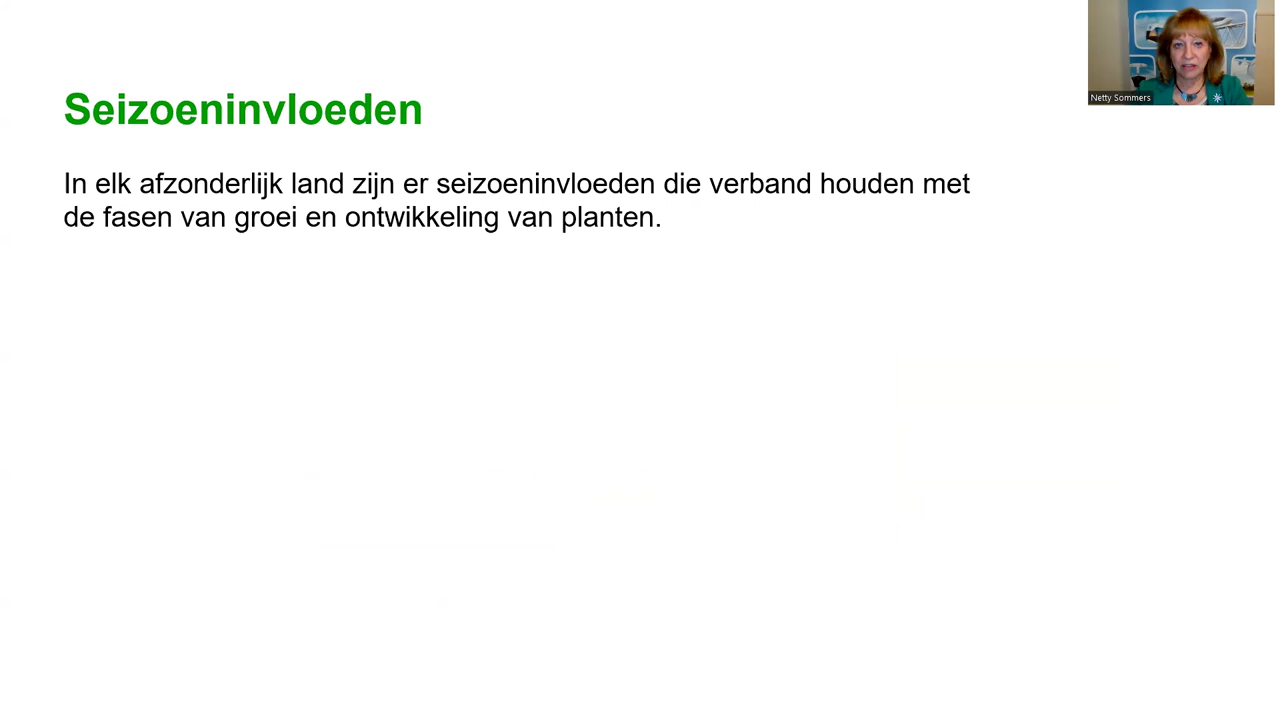 Seizoeninvloeden
In elk afzonderlijk land zijn er seizoeninvloeden die verband houden met
de fasen van groei en ontwikkeling van planten.
Netty Sommers